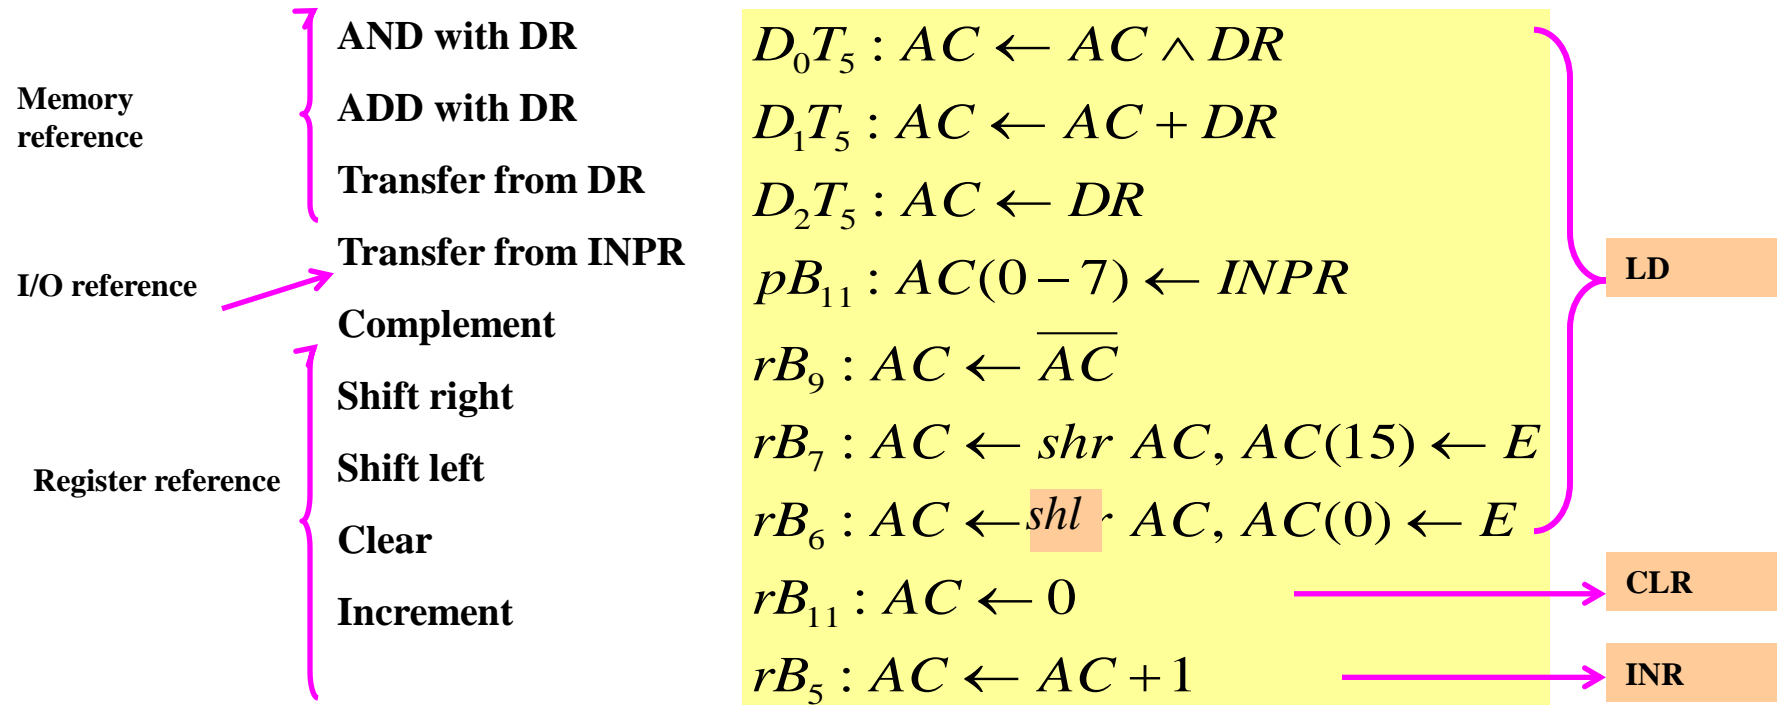 Memory
reference
I/O reference
Register reference
AND with DR
ADD with DR
Transfer from DR
Transfer from INPR
Complement
Shift right
Shift left
Clear
Increment
D₀T₅ : AC ← AC ∧ DR
D₁T₅ : AC ← AC + DR
D₂T₅ : AC ← DR
pB₁₁ : AC(0 − 7) ← INPR
rB₉ : AC ← A̅C̅
rB₇ : AC ← shr AC, AC(15) ← E
rB₆ : AC ← shl AC, AC(0) ← E
rB₁₁ : AC ← 0
rB₅ : AC ← AC + 1
LD
CLR
INR